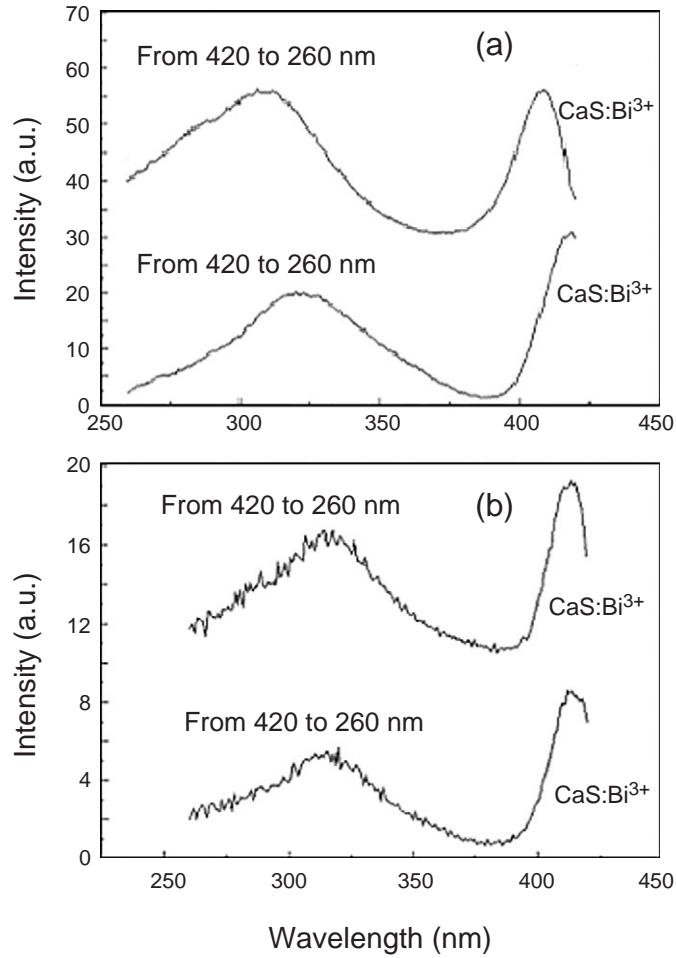 70
From 420 to 260 nm
(a)
60
CaS:Bi³⁺
50
40
30
From 420 to 260 nm
CaS:Bi³⁺
20
10
0
250 300 350 400 450
Intensity (a.u.)
20
From 420 to 260 nm
(b)
16
CaS:Bi³⁺
12
8
From 420 to 260 nm
CaS:Bi³⁺
4
0
250 300 350 400 450
Intensity (a.u.)
Wavelength (nm)